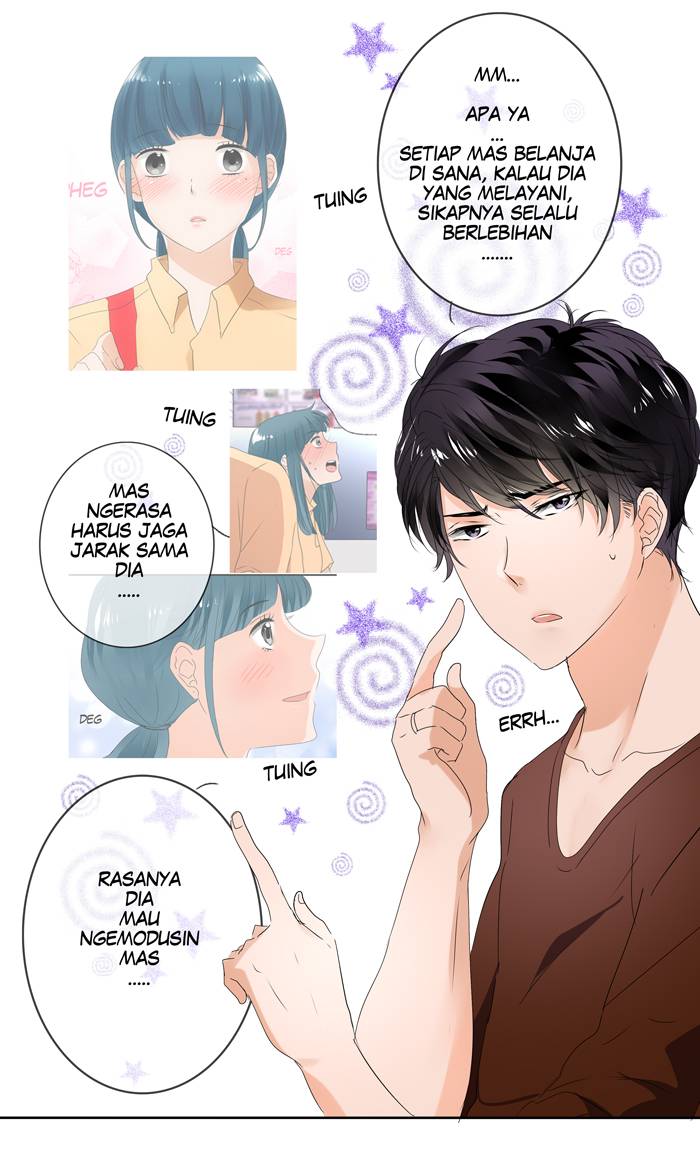 MM...
APA YA
...
SETIAP MAS BELANJA
DI SANA, KALAU DIA
YANG MELAYANI,
SIKAPNYA SELALU
BERLEBIHAN
.......
TUING
PHEG
DEG
TUING
MAS
NGERASA
HARUS JAGA
JARAK SAMA
DIA
.....
DEG
ERRH...
TUING
RASANYA
DIA
MAU
NGEMODUSIN
MAS
.....